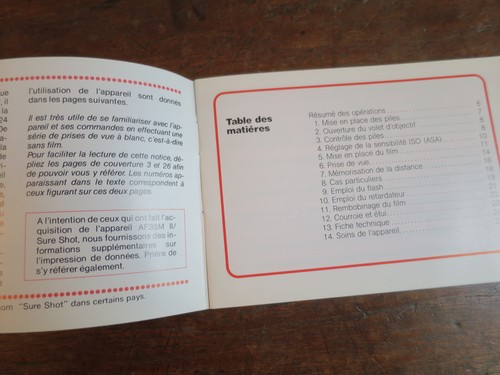 l'utilisation de l'appareil sont donnés
dans les pages suivantes.
Il est très utile de se familiariser avec l'ap-
pareil et ses commandes en effectuant une
série de prises de vue à blanc, c'est-à-dire
sans film.
Pour faciliter la lecture de cette notice, dé-
pliez les pages de couverture 3 et 26 afin
de pouvoir vous y référer. Les numéros ap-
paraissant dans le texte correspondent à
ceux figurant sur ces deux pages.
A l'intention de ceux qui ont fait l'ac-
quisition de l'appareil AF35M II/
Sure Shot, nous fournissons des in-
formations supplémentaires sur
l'impression de données. Prière de
s'y référer également.
"Sure Shot" dans certains pays.
Table des
matières
Résumé des opérations
1. Mise en place des piles
2. Ouverture du volet d'objectif
3. Contrôle des piles
4. Réglage de la sensibilité ISO (ASA)
5. Mise en place du film
6. Prise de vue
7. Mémorisation de la distance
8. Cas particuliers
9. Emploi du flash
10. Emploi du retardateur
11. Rembobinage du film
12. Courroie et étui
13. Fiche technique
14. Soins de l'appareil